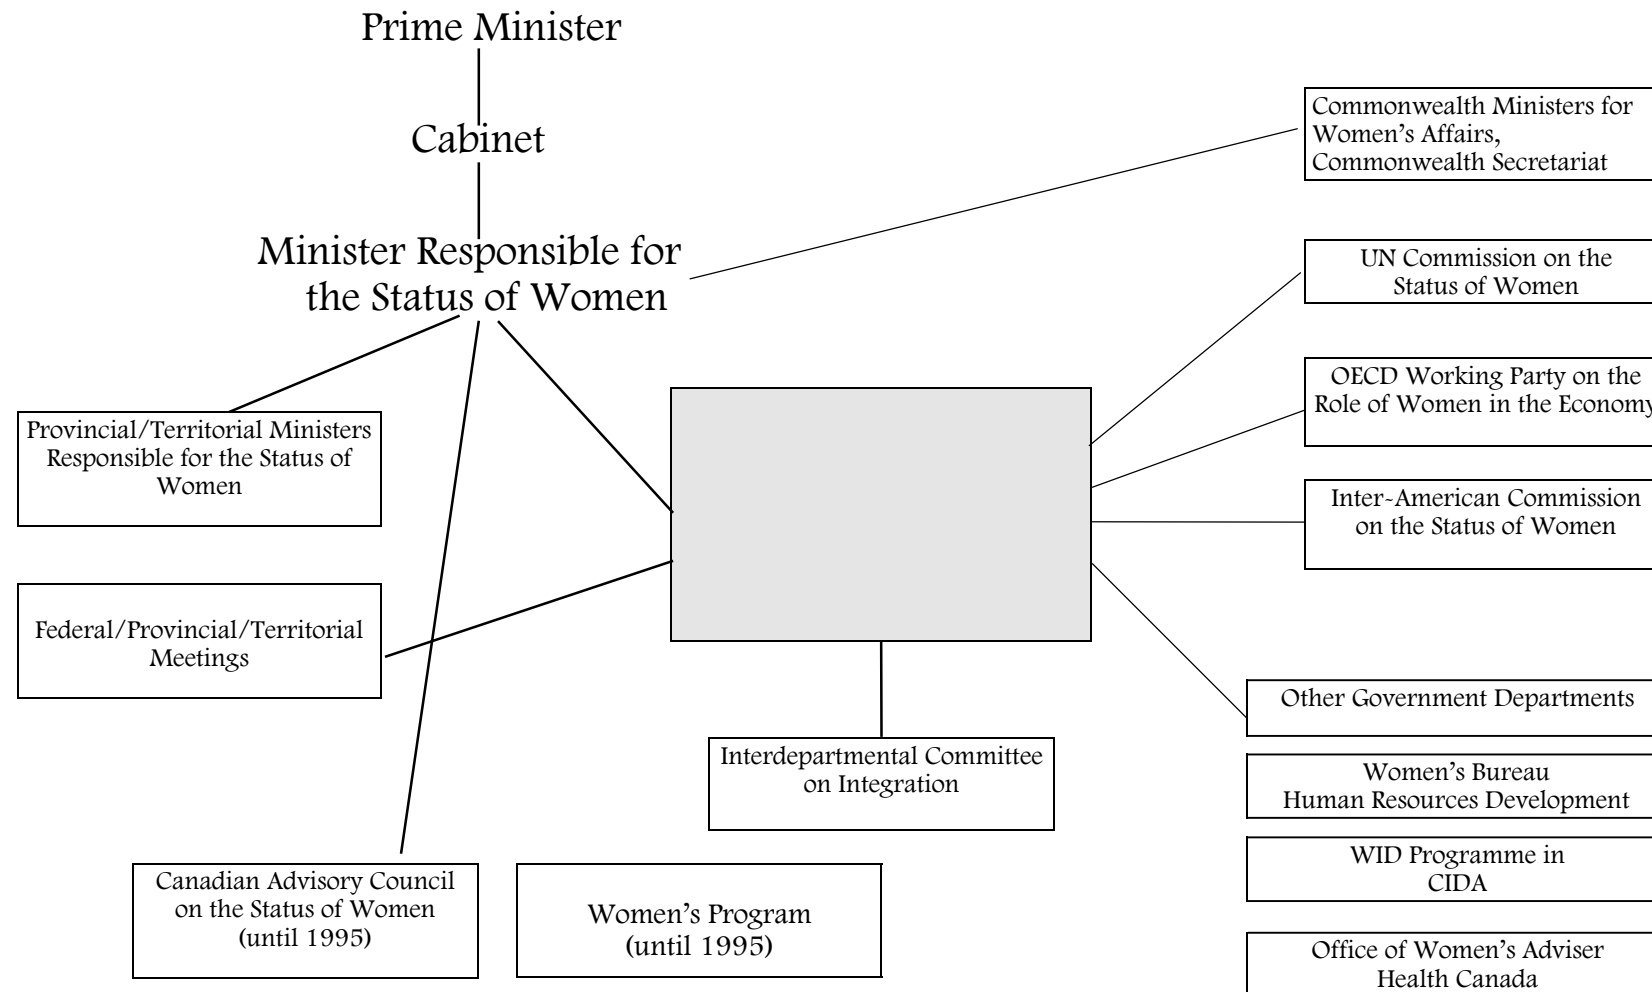 Prime Minister
Cabinet
Minister Responsible for
the Status of Women
Commonwealth Ministers for
Women's Affairs,
Commonwealth Secretariat
UN Commission on the
Status of Women
OECD Working Party on the
Role of Women in the Economy
Inter-American Commission
on the Status of Women
Provincial/Territorial Ministers
Responsible for the Status of
Women
Federal/Provincial/Territorial
Meetings
Interdepartmental Committee
on Integration
Other Government Departments
Women's Bureau
Human Resources Development
WID Programme in
CIDA
Office of Women's Adviser
Health Canada
Canadian Advisory Council
on the Status of Women
(until 1995)
Women's Program
(until 1995)